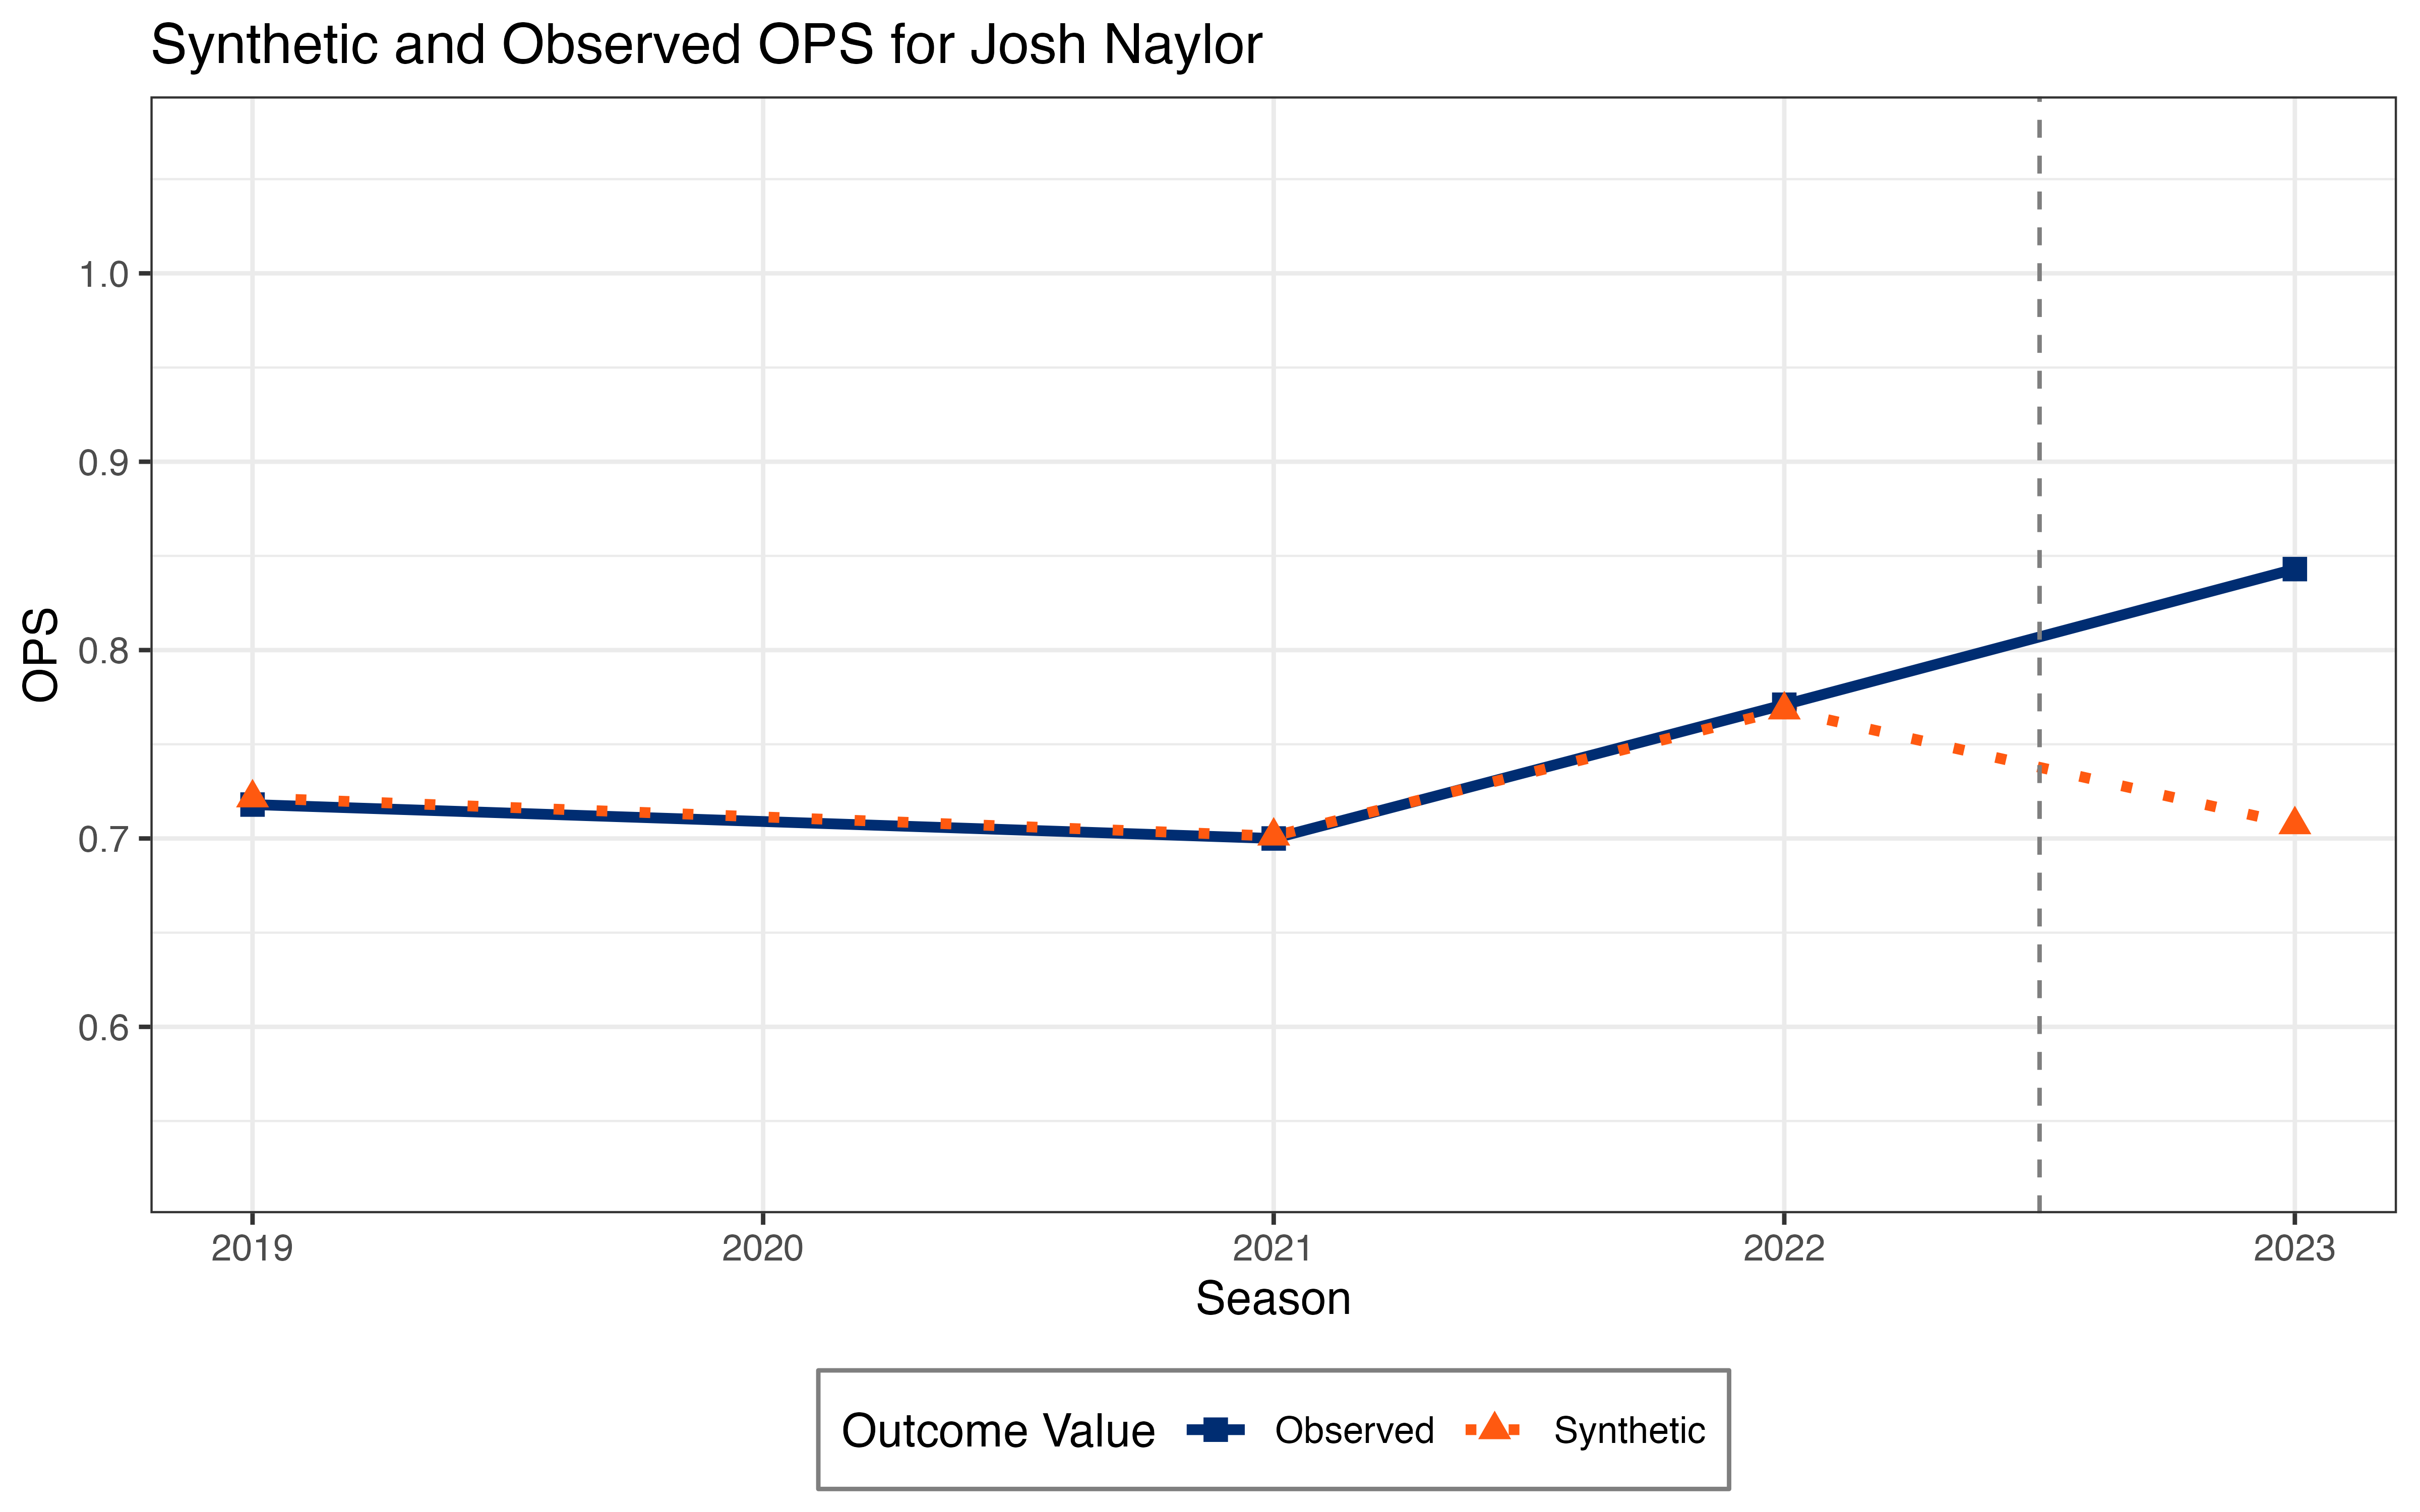 Synthetic and Observed OPS for Josh Naylor
OPS
1.0
0.9
0.8
0.7
0.6
2019 2020 2021 2022 2023
Season
Outcome Value Observed Synthetic